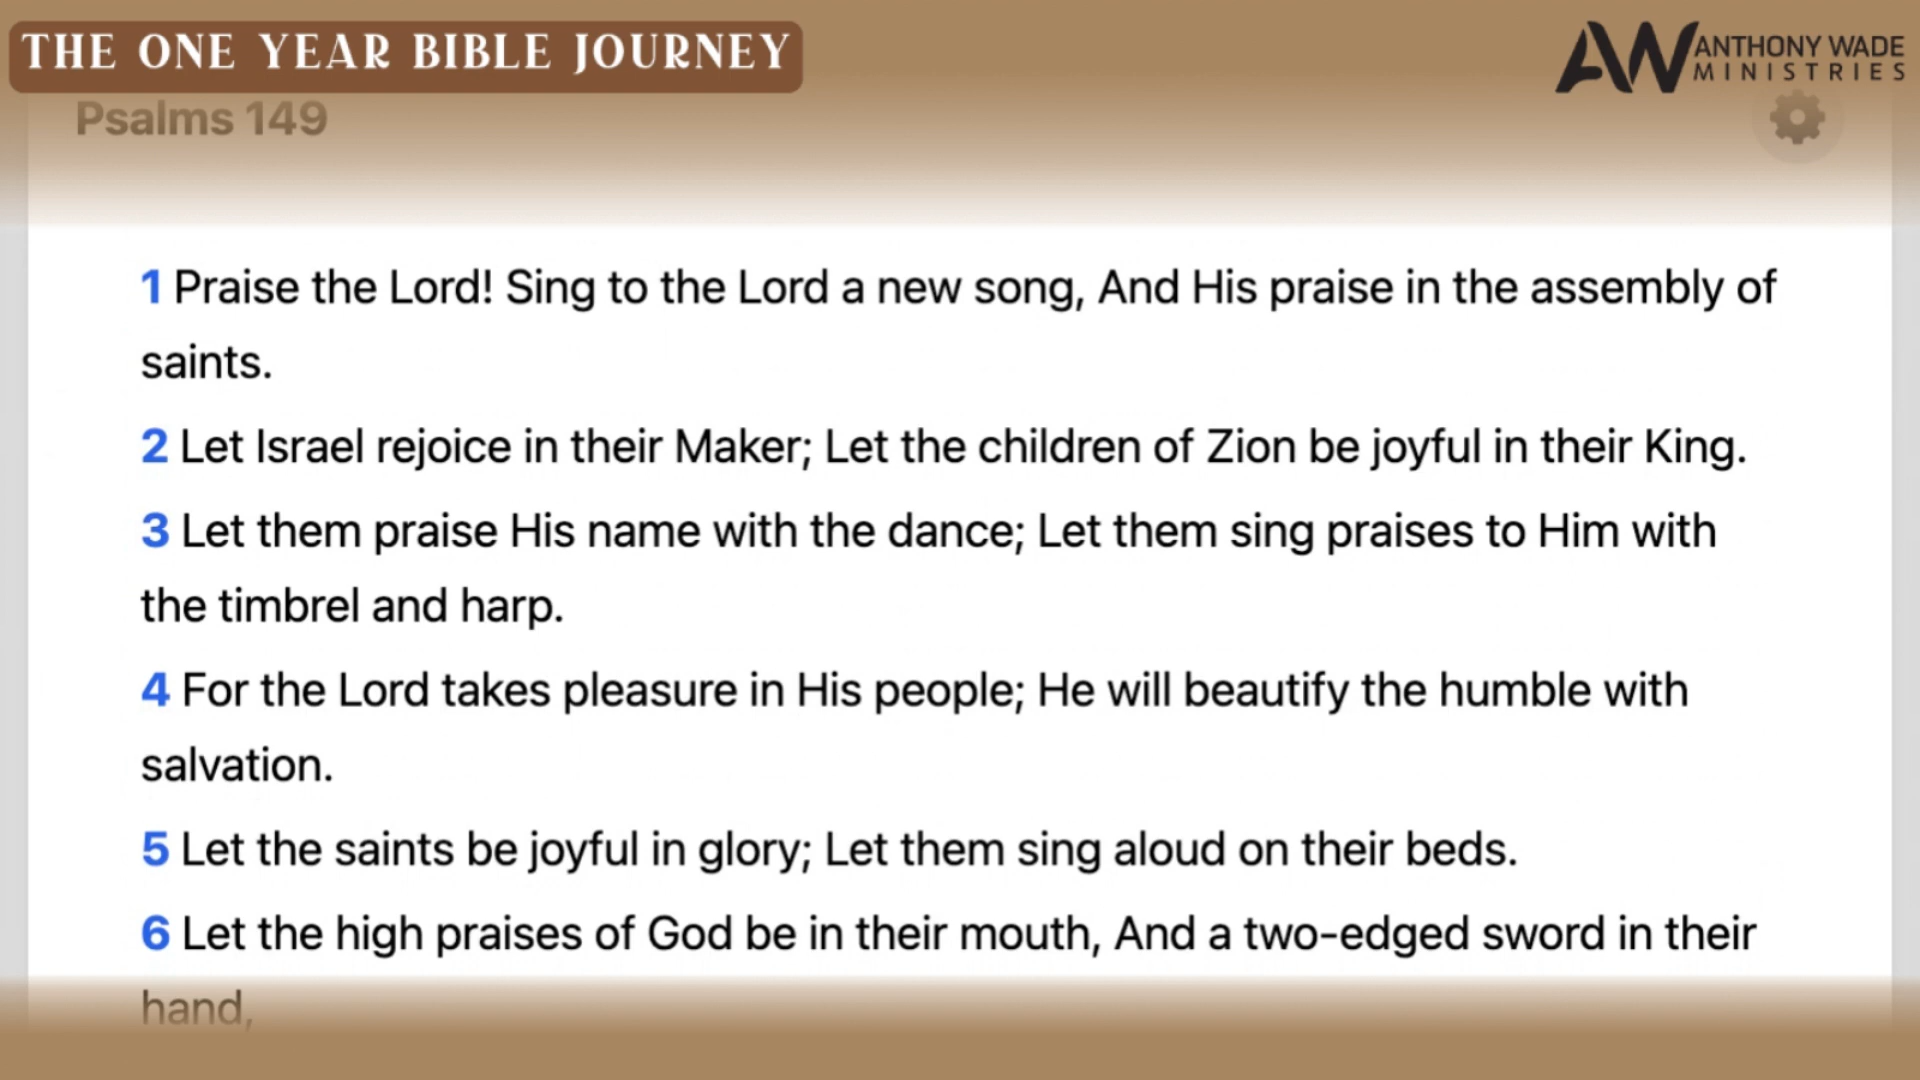 THE ONE YEAR BIBLE JOURNEY
AW ANTHONY WADE
MINISTRIES
Psalms 149
1 Praise the Lord! Sing to the Lord a new song, And His praise in the assembly of
saints.
2 Let Israel rejoice in their Maker; Let the children of Zion be joyful in their King.
3 Let them praise His name with the dance; Let them sing praises to Him with
the timbrel and harp.
4 For the Lord takes pleasure in His people; He will beautify the humble with
salvation.
5 Let the saints be joyful in glory; Let them sing aloud on their beds.
6 Let the high praises of God be in their mouth, And a two-edged sword in their
hand,